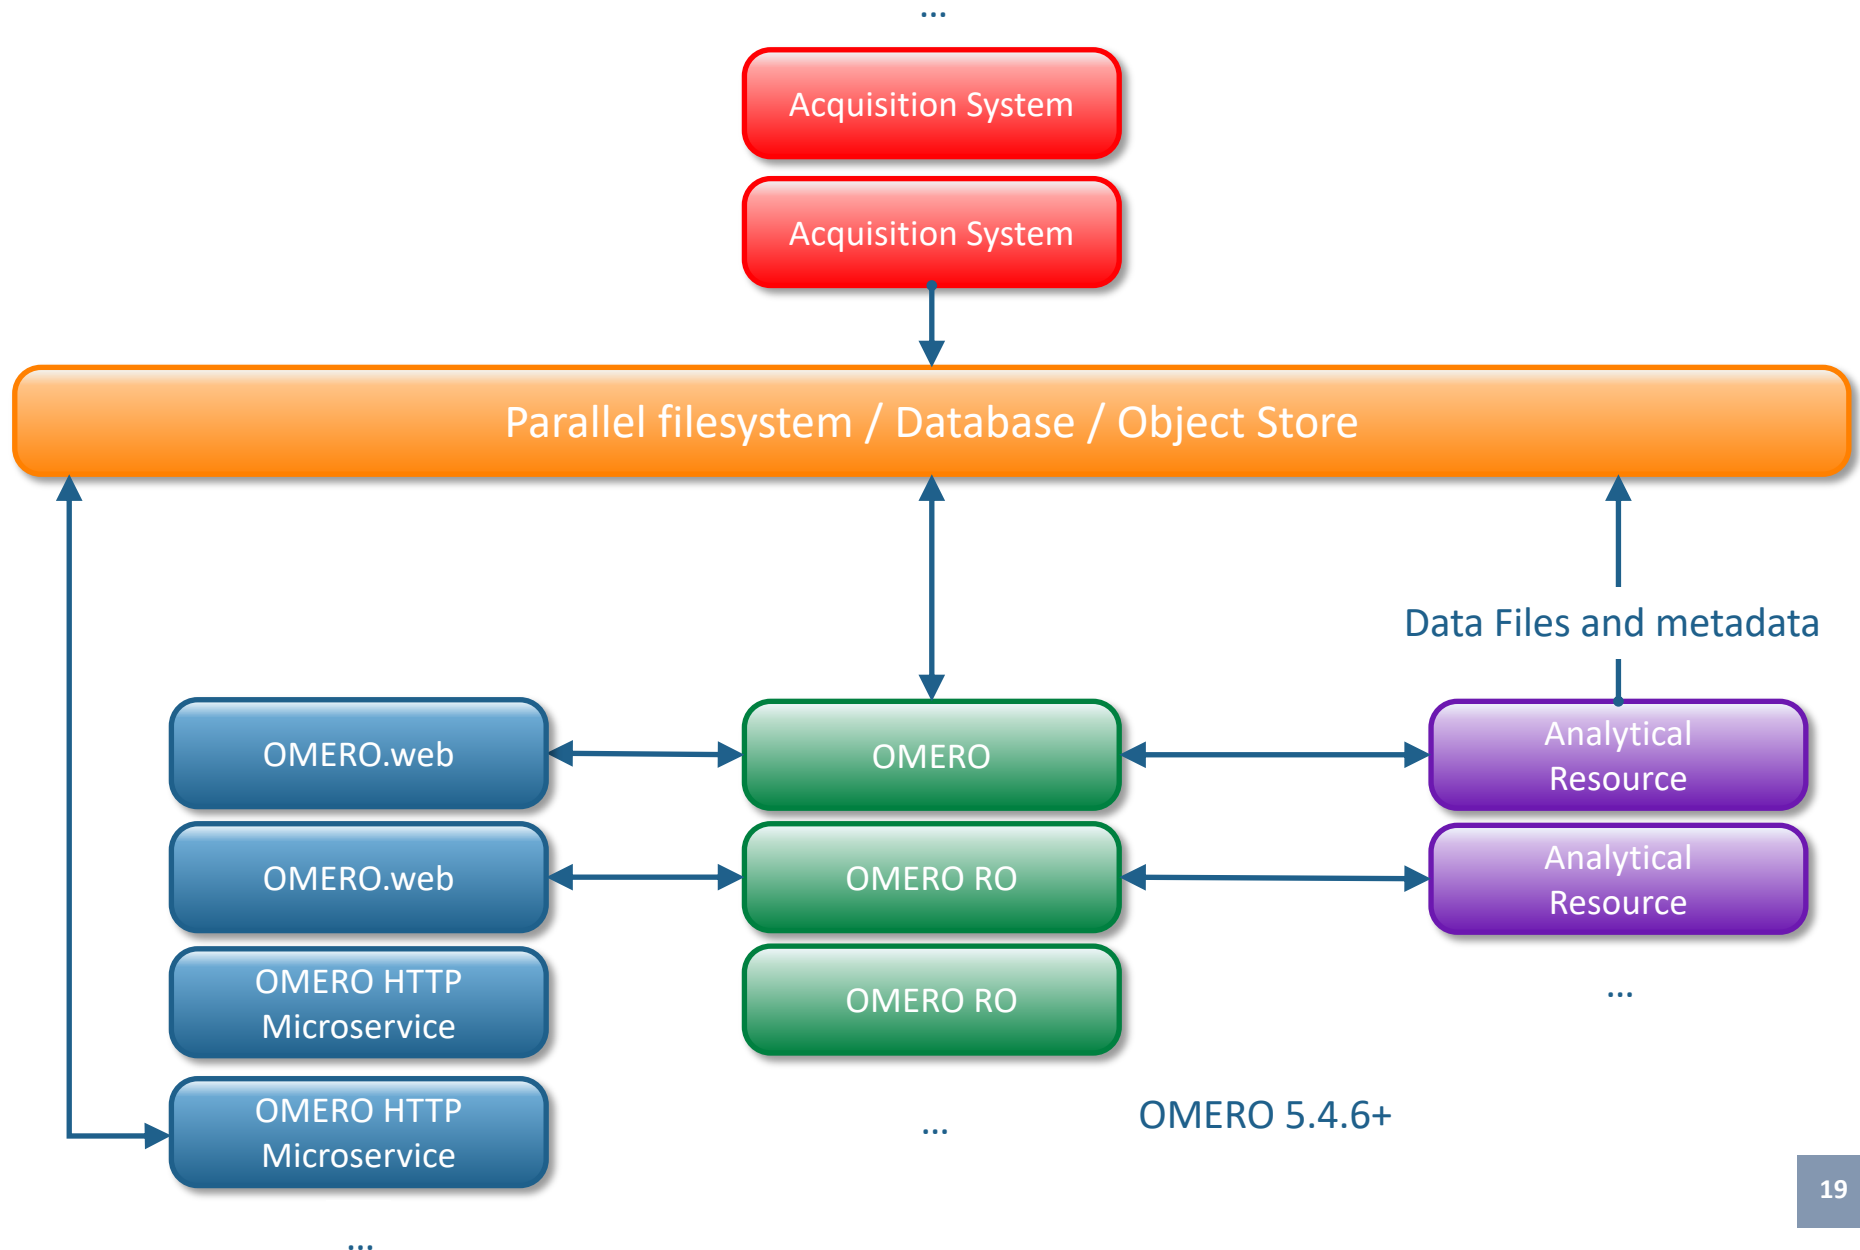 ...
Acquisition System
Acquisition System
Parallel filesystem / Database / Object Store
Data Files and metadata
OMERO.web
OMERO
Analytical
Resource
OMERO.web
OMERO RO
Analytical
Resource
OMERO HTTP
Microservice
OMERO RO
...
OMERO HTTP
Microservice
...
OMERO 5.4.6+
19
...